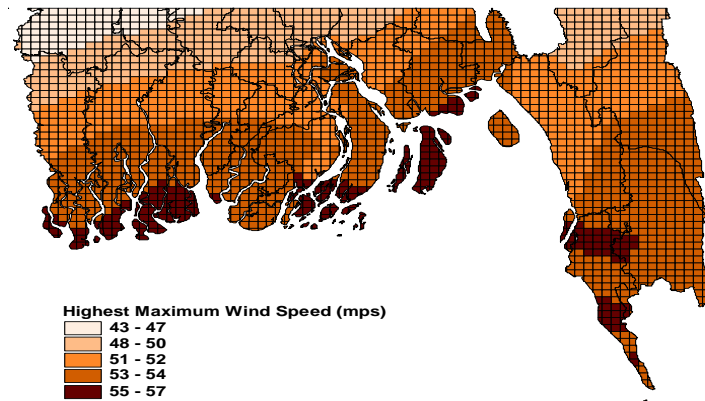 Highest Maximum Wind Speed (mps)
43 - 47
48 - 50
51 - 52
53 - 54
55 - 57